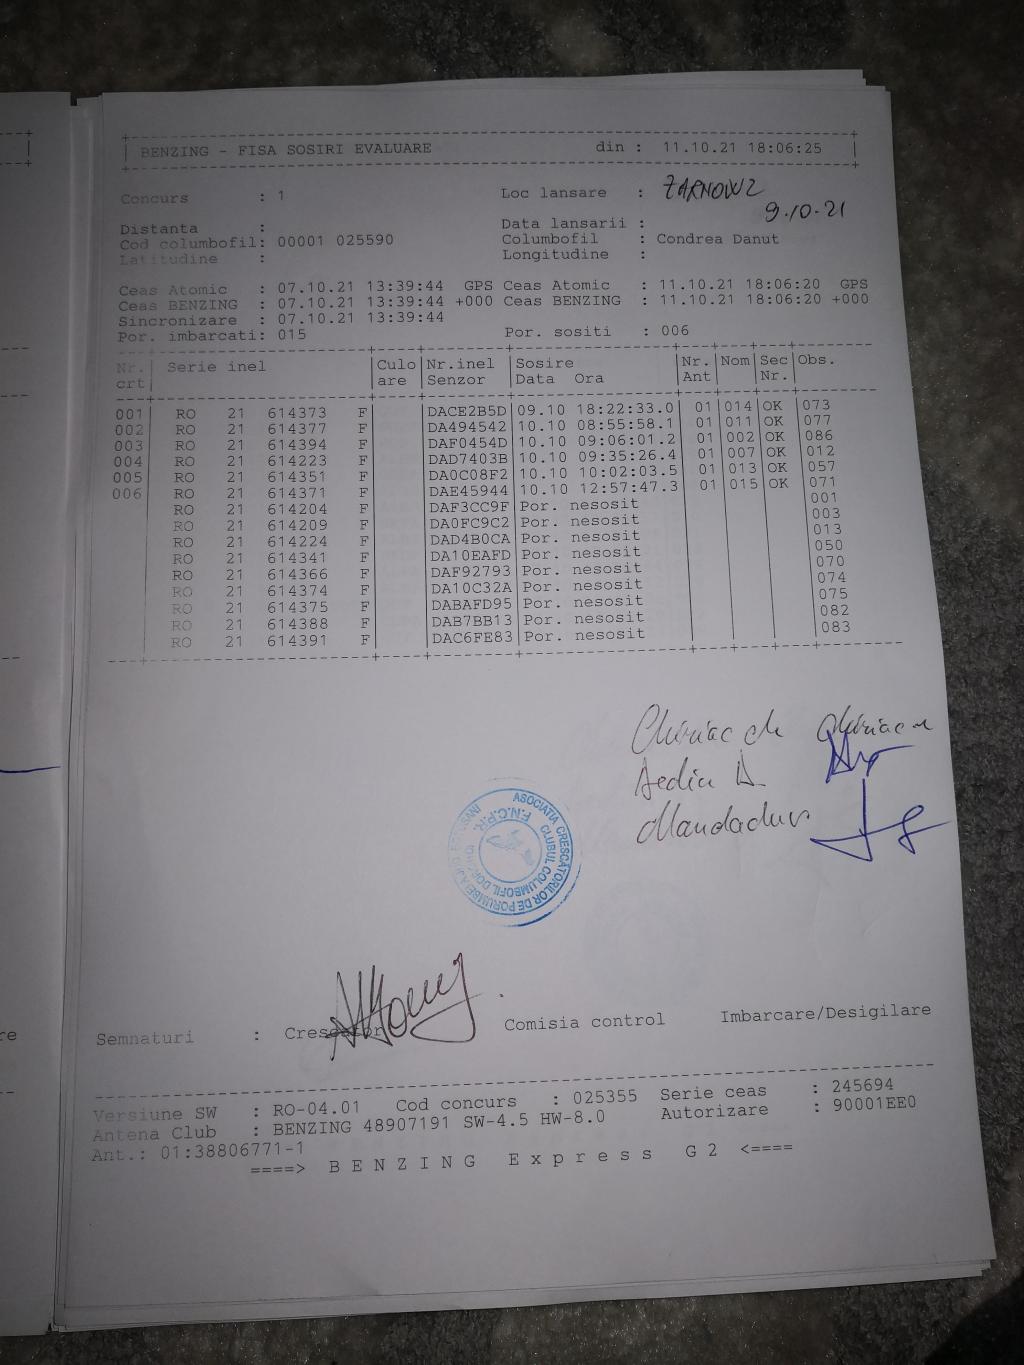 BENZING - FISA SOSIRI EVALUARE din : 11.10.21 18:06:25
Concurs : 1 Loc lansare : ZARNOWZ
9.10.21
Distanta : Data lansarii :
Cod columbofil: 00001 025590 Columbofil : Condrea Danut
Latitudine : Longitudine :
Ceas Atomic : 07.10.21 13:39:44 GPS Ceas Atomic : 11.10.21 18:06:20 GPS
Ceas BENZING : 07.10.21 13:39:44 +000 Ceas BENZING : 11.10.21 18:06:20 +000
Sincronizare : 07.10.21 13:39:44
Por. imbarcati: 015 Por. sositi : 006
Nr. Serie inel Culo Nr.inel Sosire Nr. Nom Sec Obs.
crt are Senzor Data Ora Ant Nr.
001 RO 21 614373 F DACE2B5D 09.10 18:22:33.0 01 014 OK 073
002 RO 21 614377 F DA494542 10.10 08:55:58.1 01 011 OK 077
003 RO 21 614394 F DAF0454D 10.10 09:06:01.2 01 002 OK 086
004 RO 21 614223 F DAD7403B 10.10 09:35:26.4 01 007 OK 012
005 RO 21 614351 F DA0C08F2 10.10 10:02:03.5 01 013 OK 057
006 RO 21 614371 F DAE45944 10.10 12:57:47.3 01 015 OK 071
RO 21 614204 F DAF3CC9F Por. nesosit 001
RO 21 614209 F DA0FC9C2 Por. nesosit 003
RO 21 614224 F DAD4B0CA Por. nesosit 013
RO 21 614341 F DA10EAFD Por. nesosit 050
RO 21 614366 F DAF92793 Por. nesosit 070
RO 21 614374 F DA10C32A Por. nesosit 074
RO 21 614375 F DABAFD95 Por. nesosit 075
RO 21 614388 F DAB7BB13 Por. nesosit 082
RO 21 614391 F DAC6FE83 Por. nesosit 083
ASOCIATIA CRESCATORILOR DE PORUMBEI
F.N.C.P.R.
CLUBUL COLUMBOFIL
Semnaturi : Crescator Comisia control Imbarcare/Desigilare
Versiune SW : RO-04.01 Cod concurs : 025355 Serie ceas : 245694
Antena Club : BENZING 48907191 SW-4.5 HW-8.0 Autorizare : 90001EE0
Ant.: 01:38806771-1
====> B E N Z I N G E x p r e s s G 2 <====